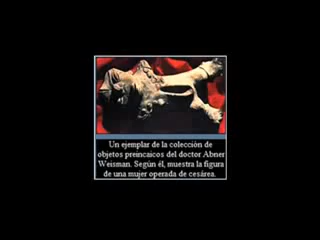 Un ejemplar de la colección de
objetos preincaicos del doctor Abner
Weisman. Según él, muestra la figura
de una mujer operada de cesárea.